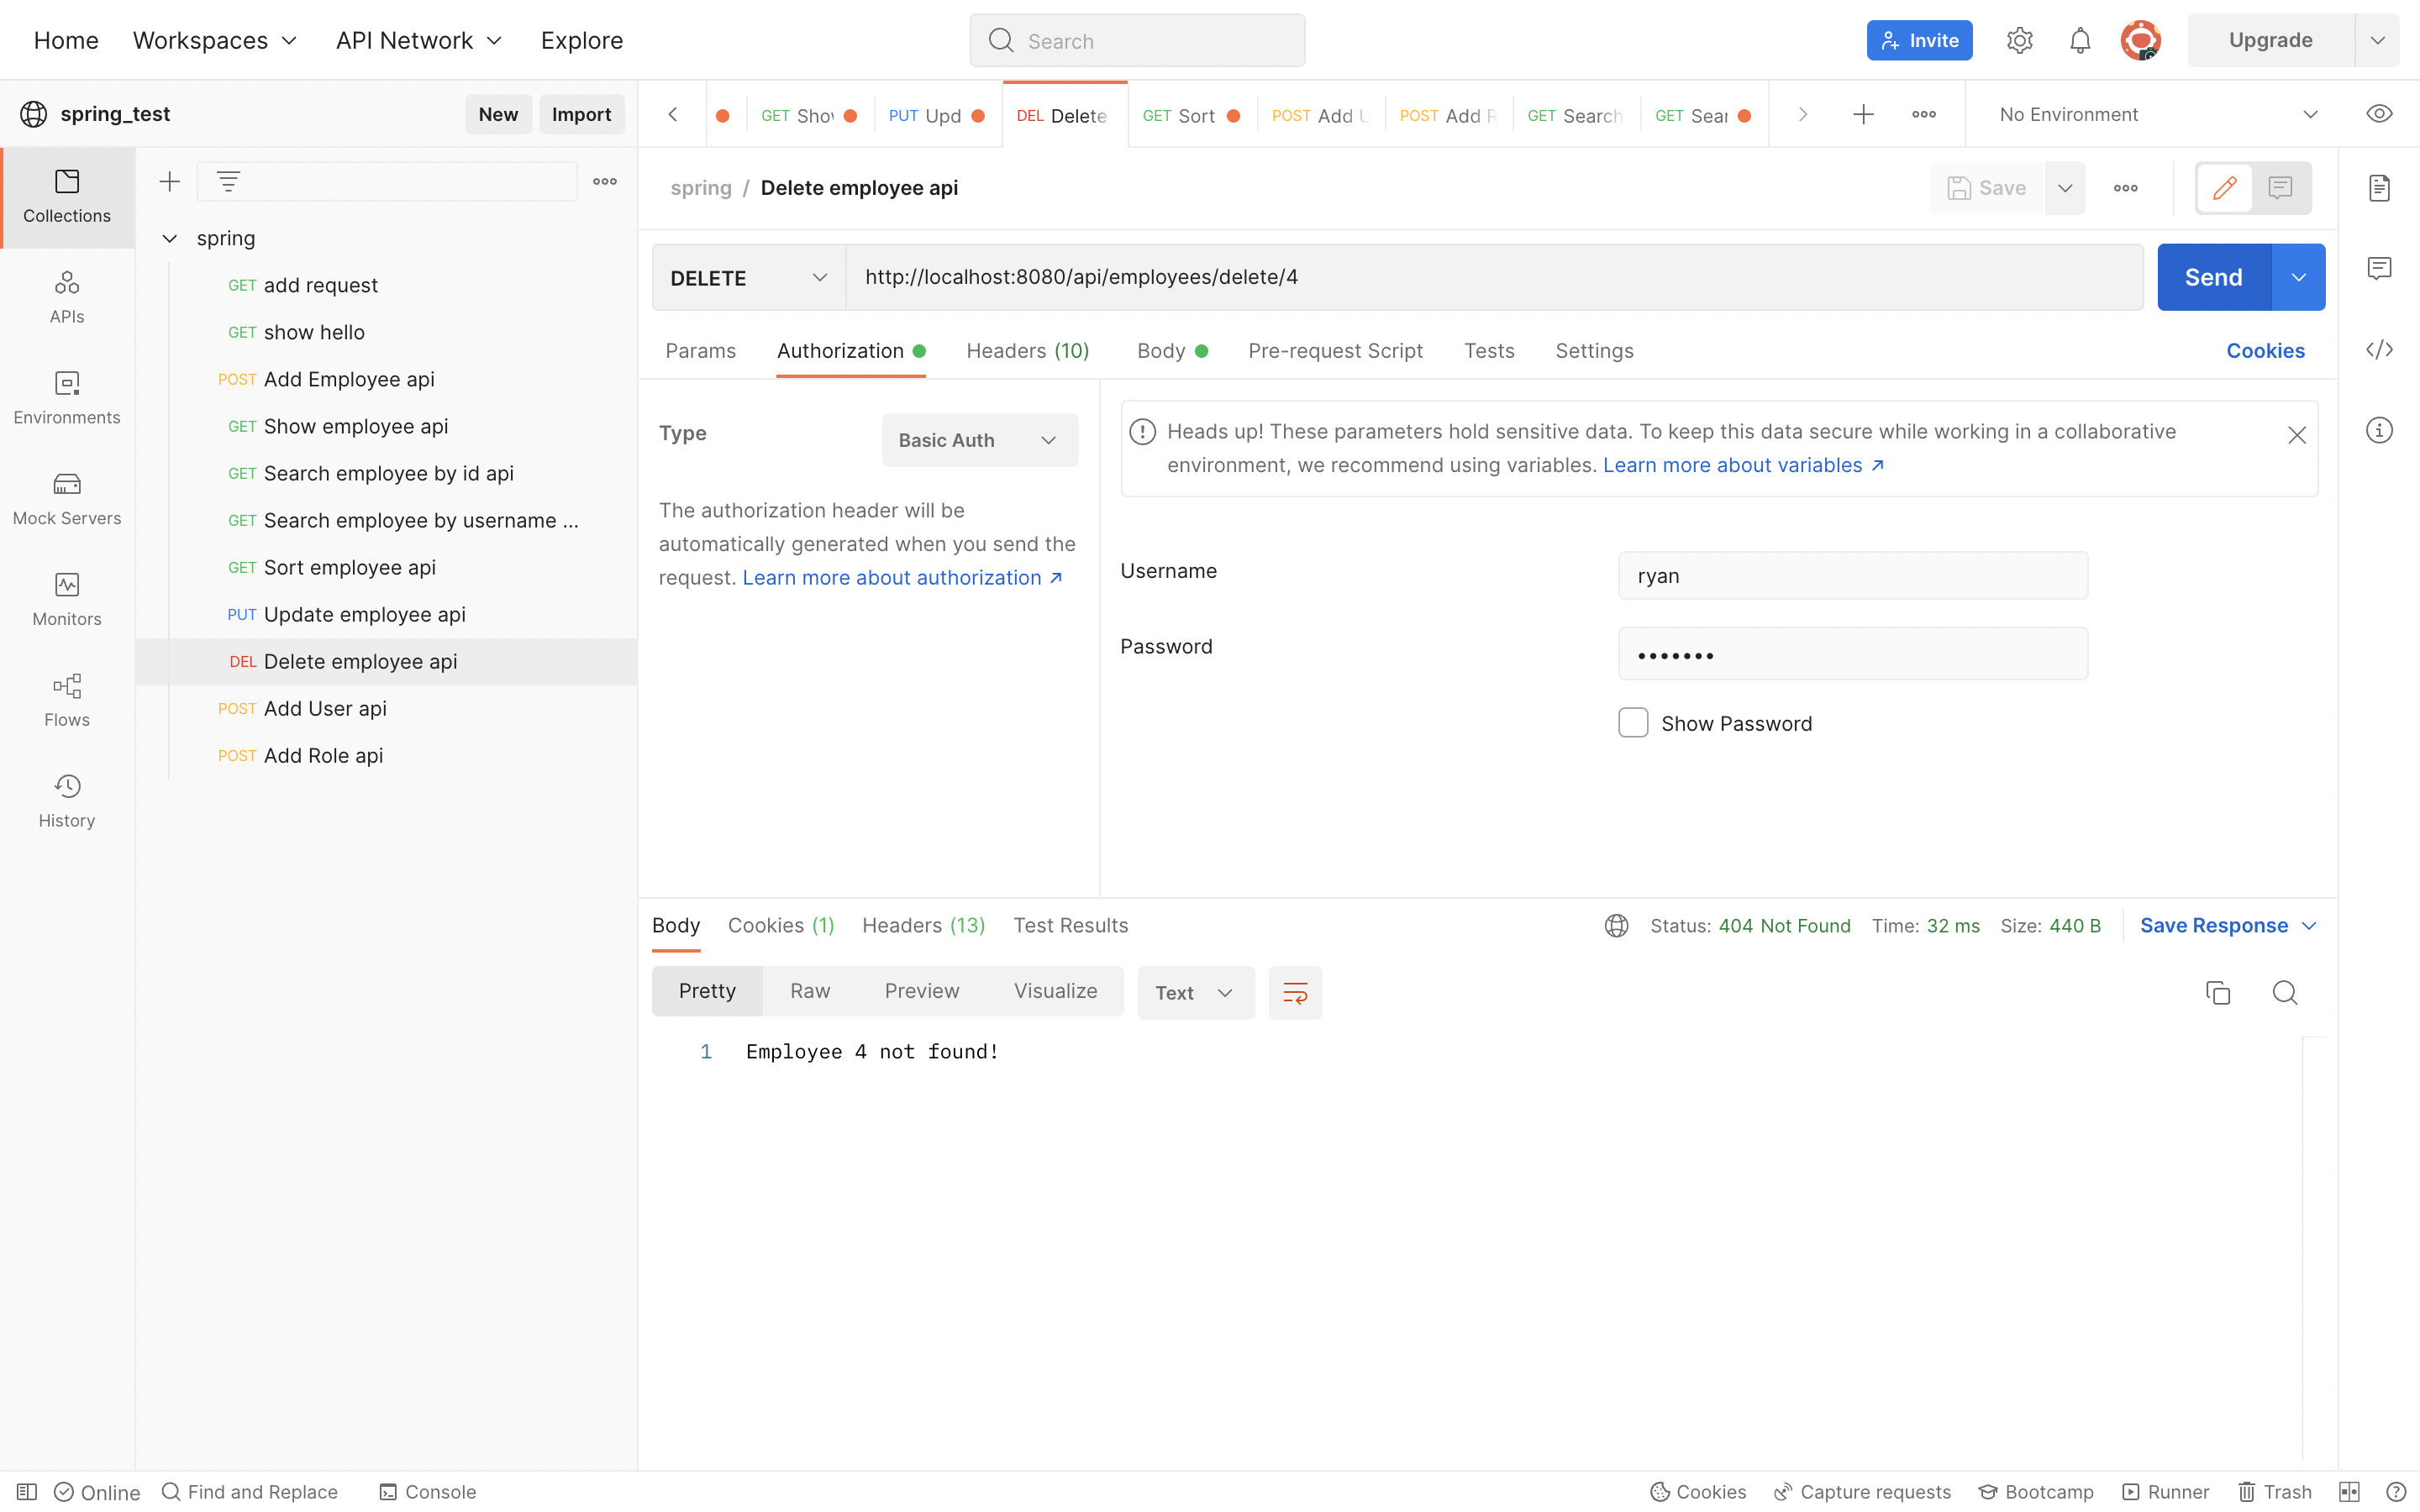 Home Workspaces API Network Explore Search Invite Upgrade
spring_test New Import
GET Sho PUT Upd DEL Delete GET Sort POST Add POST Add GET Search GET Sear No Environment
Collections
APIs
Environments
Mock Servers
Monitors
Flows
History
spring
GET add request
GET show hello
POST Add Employee api
GET Show employee api
GET Search employee by id api
GET Search employee by username ...
GET Sort employee api
PUT Update employee api
DEL Delete employee api
POST Add User api
POST Add Role api
spring / Delete employee api Save
DELETE http://localhost:8080/api/employees/delete/4 Send
Params Authorization Headers (10) Body Pre-request Script Tests Settings Cookies
Type Basic Auth
The authorization header will be
automatically generated when you send the
request. Learn more about authorization ↗
Heads up! These parameters hold sensitive data. To keep this data secure while working in a collaborative
environment, we recommend using variables. Learn more about variables ↗
Username ryan
Password •••••••
Show Password
Body Cookies (1) Headers (13) Test Results Status: 404 Not Found Time: 32 ms Size: 440 B Save Response
Pretty Raw Preview Visualize Text
1 Employee 4 not found!
Online Find and Replace Console Cookies Capture requests Bootcamp Runner Trash